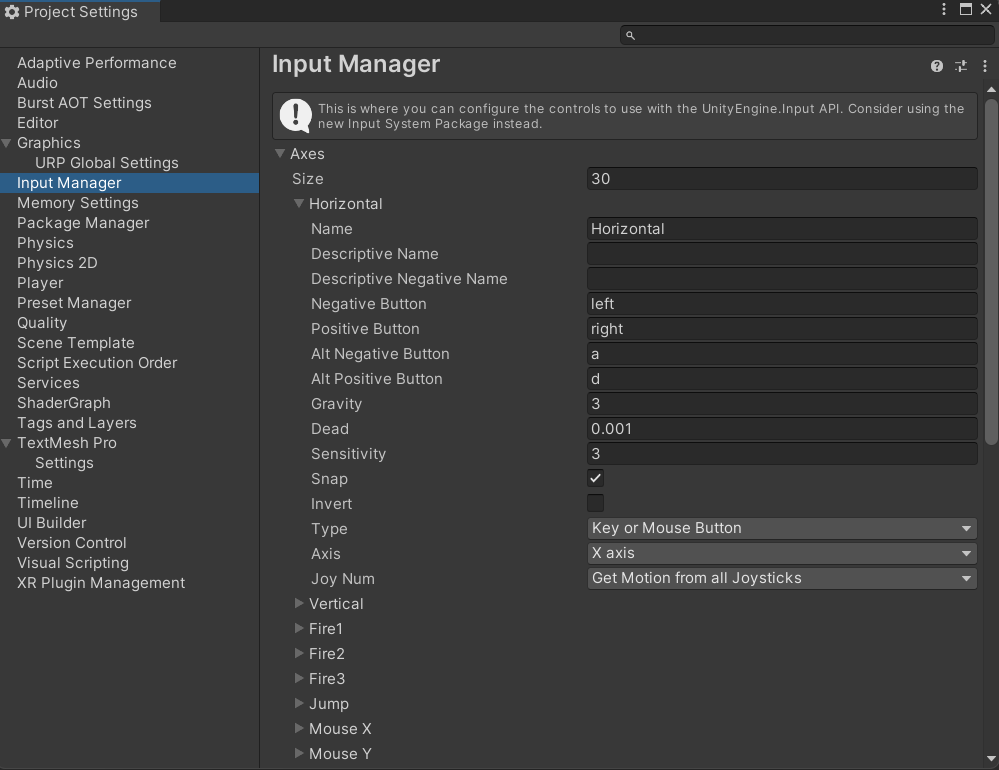 Project Settings
Adaptive Performance
Audio
Burst AOT Settings
Editor
Graphics
URP Global Settings
Input Manager
Memory Settings
Package Manager
Physics
Physics 2D
Player
Preset Manager
Quality
Scene Template
Script Execution Order
Services
ShaderGraph
Tags and Layers
TextMesh Pro
Settings
Time
Timeline
UI Builder
Version Control
Visual Scripting
XR Plugin Management
Input Manager
This is where you can configure the controls to use with the UnityEngine.Input API. Consider using the
new Input System Package instead.
Axes
Size 30
Horizontal
Name Horizontal
Descriptive Name
Descriptive Negative Name
Negative Button left
Positive Button right
Alt Negative Button a
Alt Positive Button d
Gravity 3
Dead 0.001
Sensitivity 3
Snap
Invert
Type Key or Mouse Button
Axis X axis
Joy Num Get Motion from all Joysticks
Vertical
Fire1
Fire2
Fire3
Jump
Mouse X
Mouse Y